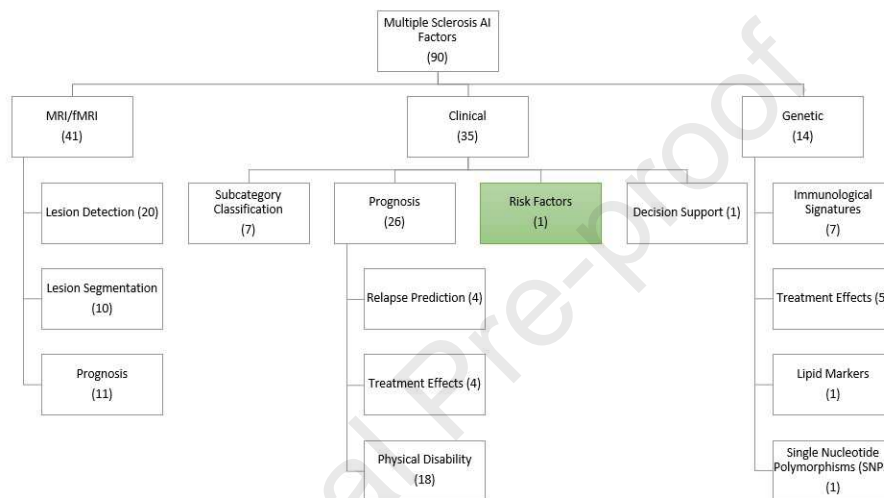 Multiple Sclerosis AI
Factors
(90)
MRI/fMRI
(41)
Clinical
(35)
Genetic
(14)
Lesion Detection (20)
Lesion Segmentation
(10)
Prognosis
(11)
Subcategory
Classification
(7)
Prognosis
(26)
Relapse Prediction (4)
Treatment Effects (4)
Physical Disability
(18)
Risk Factors
(1)
Decision Support (1)
Immunological
Signatures
(7)
Treatment Effects (5
Lipid Markers
(1)
Single Nucleotide
Polymorphisms (SNP
(1)
al Pre-proof